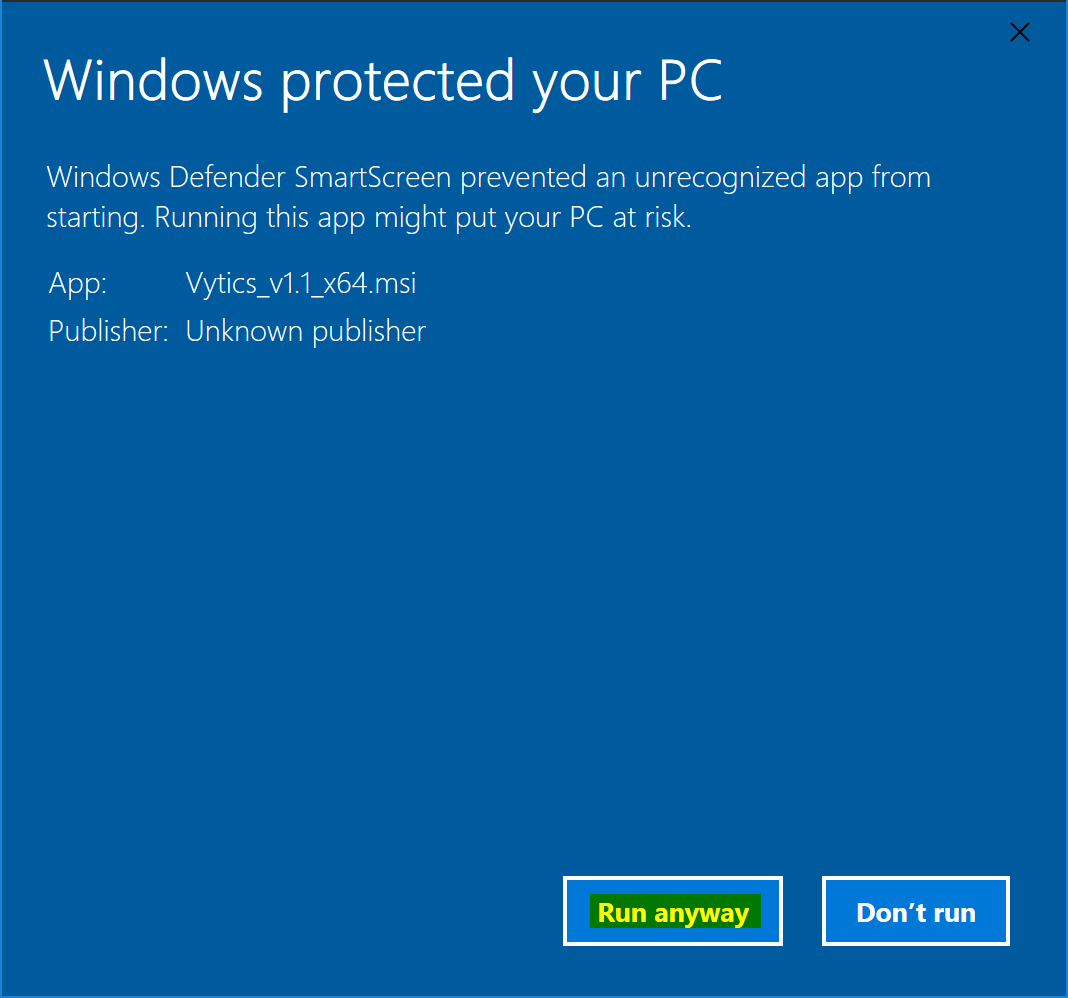 Windows protected your PC
Windows Defender SmartScreen prevented an unrecognized app from
starting. Running this app might put your PC at risk.
App: Vytics_v1.1_x64.msi
Publisher: Unknown publisher
Run anyway Don’t run